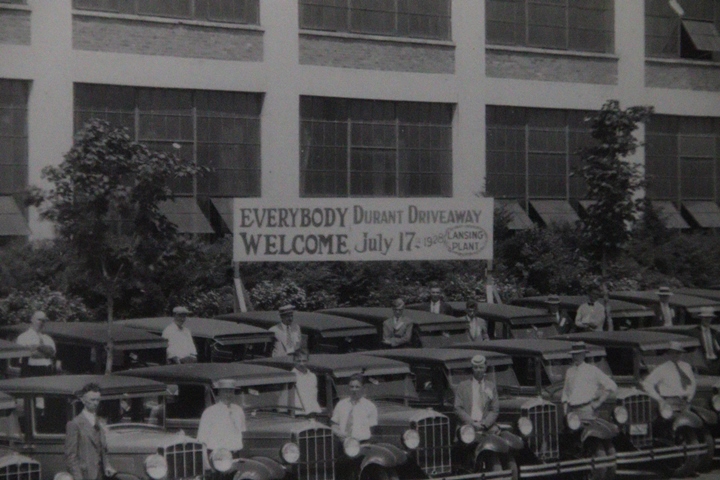 EVERYBODY DURANT DRIVEAWAY
WELCOME, July 17,
LANSING
PLANT